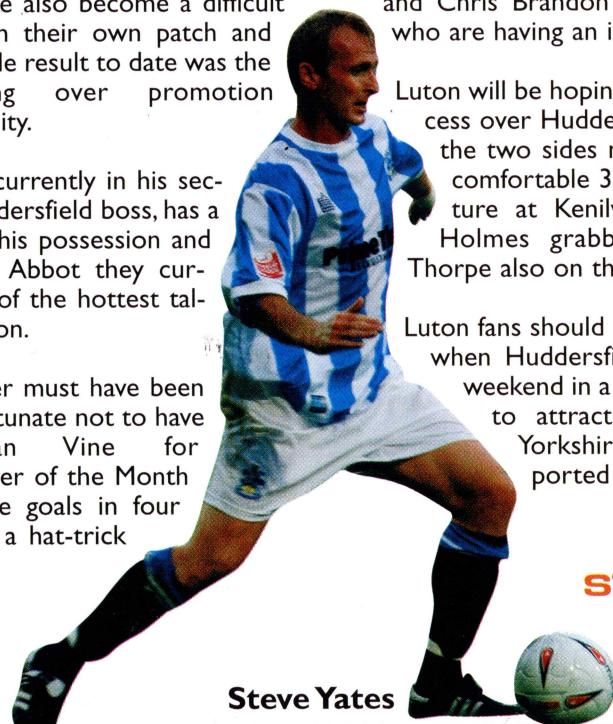 e also become a difficult
their own patch and
le result to date was the
over promotion
ity.
currently in his sec-
dersfield boss, has a
his possession and
Abbot they cur-
of the hottest tal-
on.
er must have been
tunate not to have
an Vine for
er of the Month
e goals in four
a hat-trick
and Chris Brandon
who are having an i
Luton will be hoping
cess over Hudde
the two sides
comfortable 3
ture at Kenil
Holmes grabb
Thorpe also on th
Luton fans should
when Huddersfi
weekend in a
to attract
Yorkshir
ported
Steve Yates